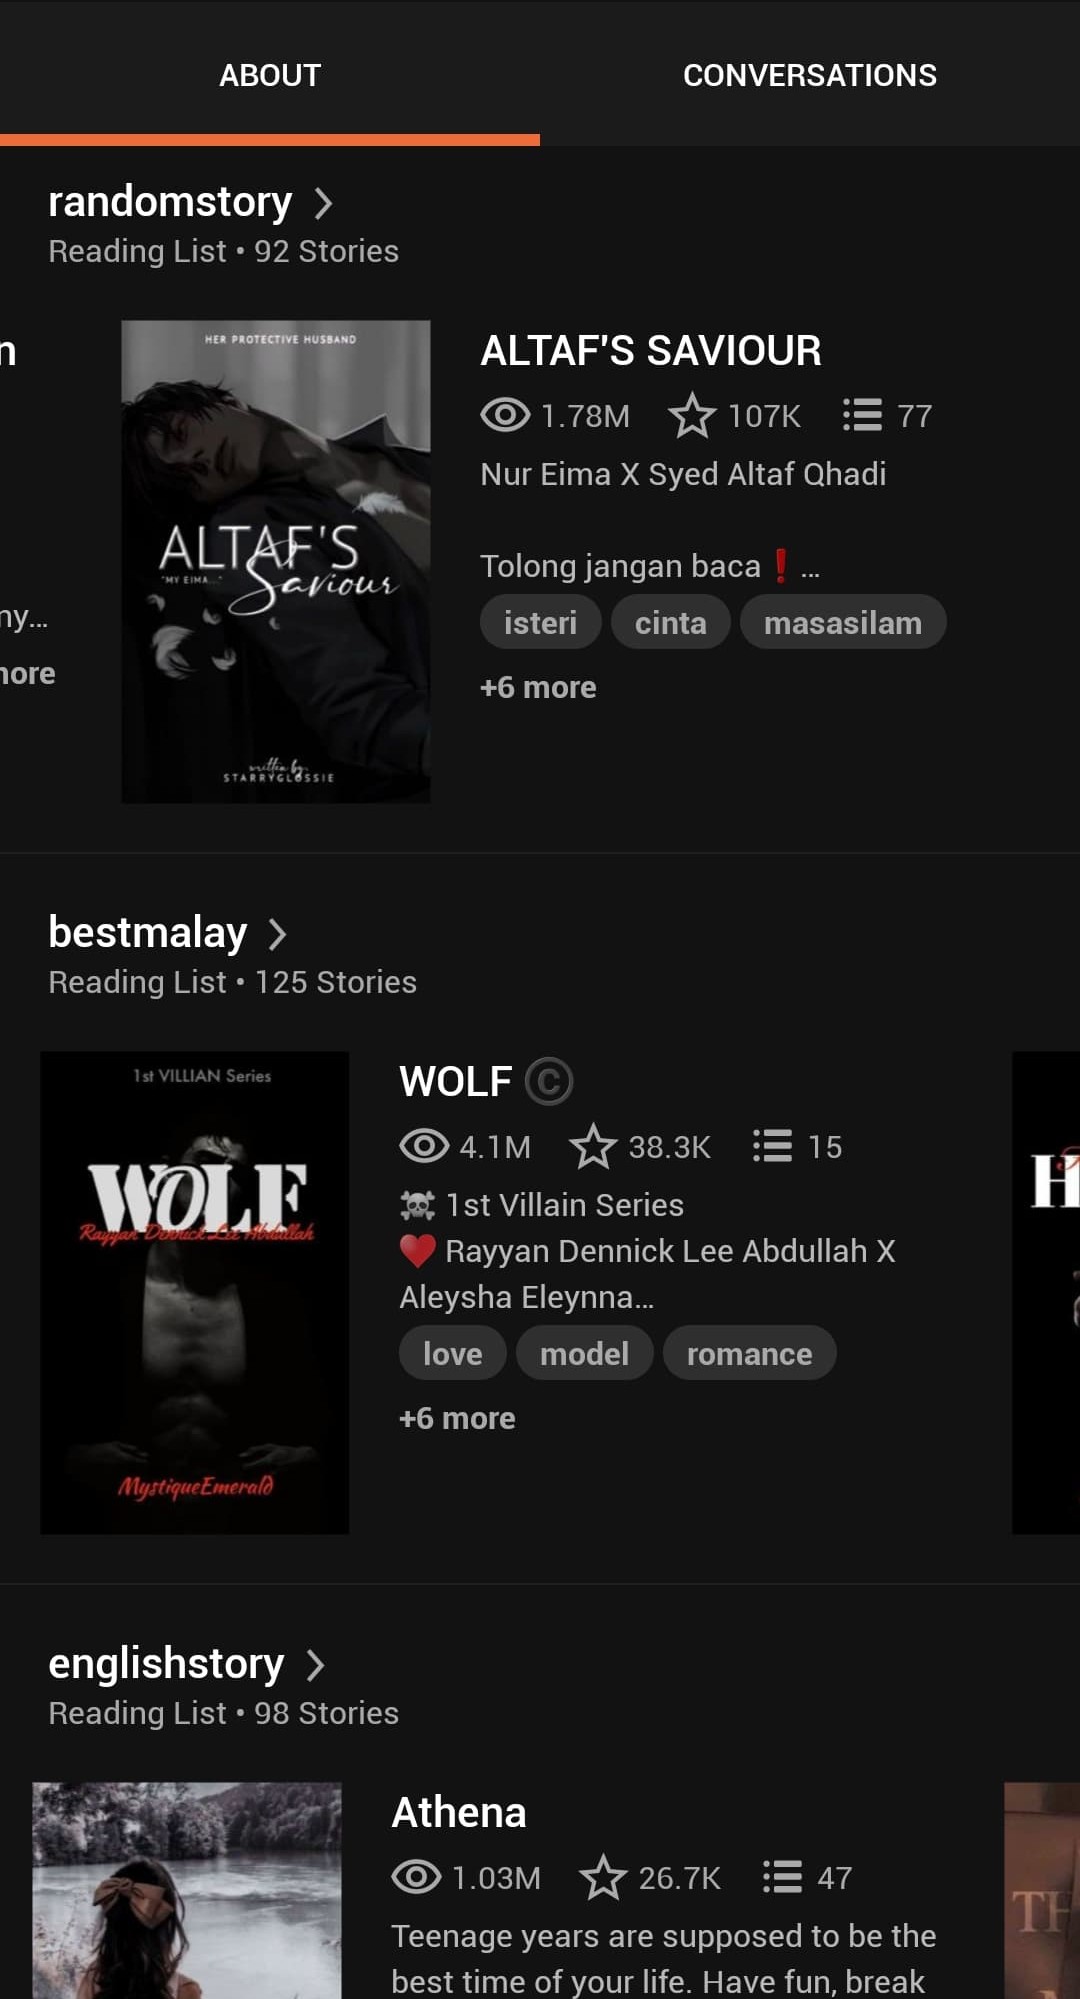 ABOUT
CONVERSATIONS
randomstory
Reading List • 92 Stories
n
ny...
more
HER PROTECTIVE HUSBAND
ALTAF'S
"MY EIMA..."
Saviour
written by
STARRYGLOSSIE
ALTAF'S SAVIOUR
1.78M 107K 77
Nur Eima X Syed Altaf Qhadi
Tolong jangan baca❗...
isteri cinta masasilam
+6 more
bestmalay
Reading List • 125 Stories
1st VILLIAN Series
WOLF
Rayyan Dennick Lee Abdullah
MystiqueEmerald
WOLF ©
4.1M 38.3K 15
☠️ 1st Villain Series
❤️ Rayyan Dennick Lee Abdullah X
Aleysha Eleynna...
love model romance
+6 more
H
englishstory
Reading List • 98 Stories
Athena
1.03M 26.7K 47
Teenage years are supposed to be the
best time of your life. Have fun, break
TH